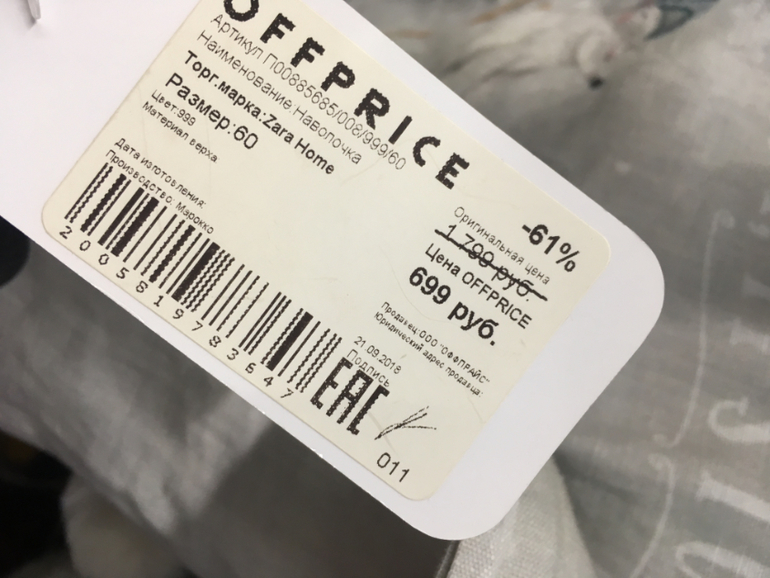 OFFPRICE
Артикул П00885685/008/999/60
Наименование:Наволочка
Торг.марка:Zara Home
Размер:60
Цвет:999
Материал верха
Дата изготовления:
Производство: Марокко
2005819783647
-61%
Оригинальная цена
1 799 руб.
Цена OFFPRICE
699 руб.
Продавец:ООО "ОФФПРАЙС"
Юридический адрес продавца:
21.09.2018
Подпись
ЕАС
011